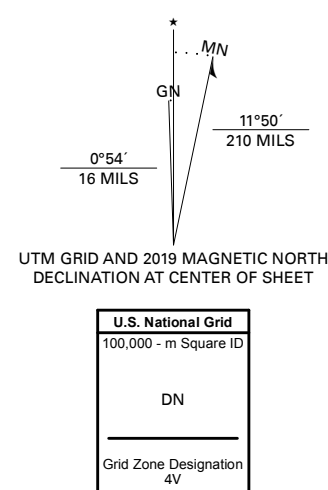 ★
MN
GN
11°50´
210 MILS
0°54´
16 MILS
UTM GRID AND 2019 MAGNETIC NORTH
DECLINATION AT CENTER OF SHEET
U.S. National Grid
100,000 - m Square ID
DN
Grid Zone Designation
4V